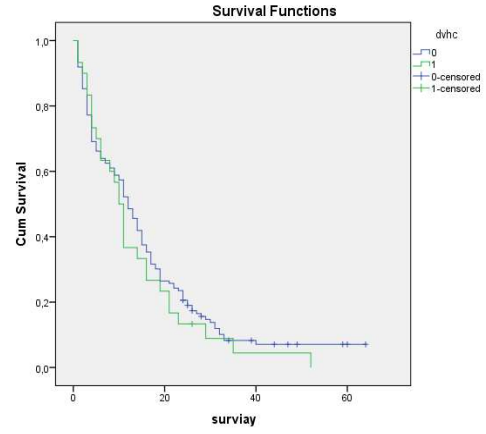 Survival Functions
dvhc
0
1
0-censored
1-censored
Cum Survival
1,0
0,8
0,6
0,4
0,2
0,0
0
20
40
60
surviay